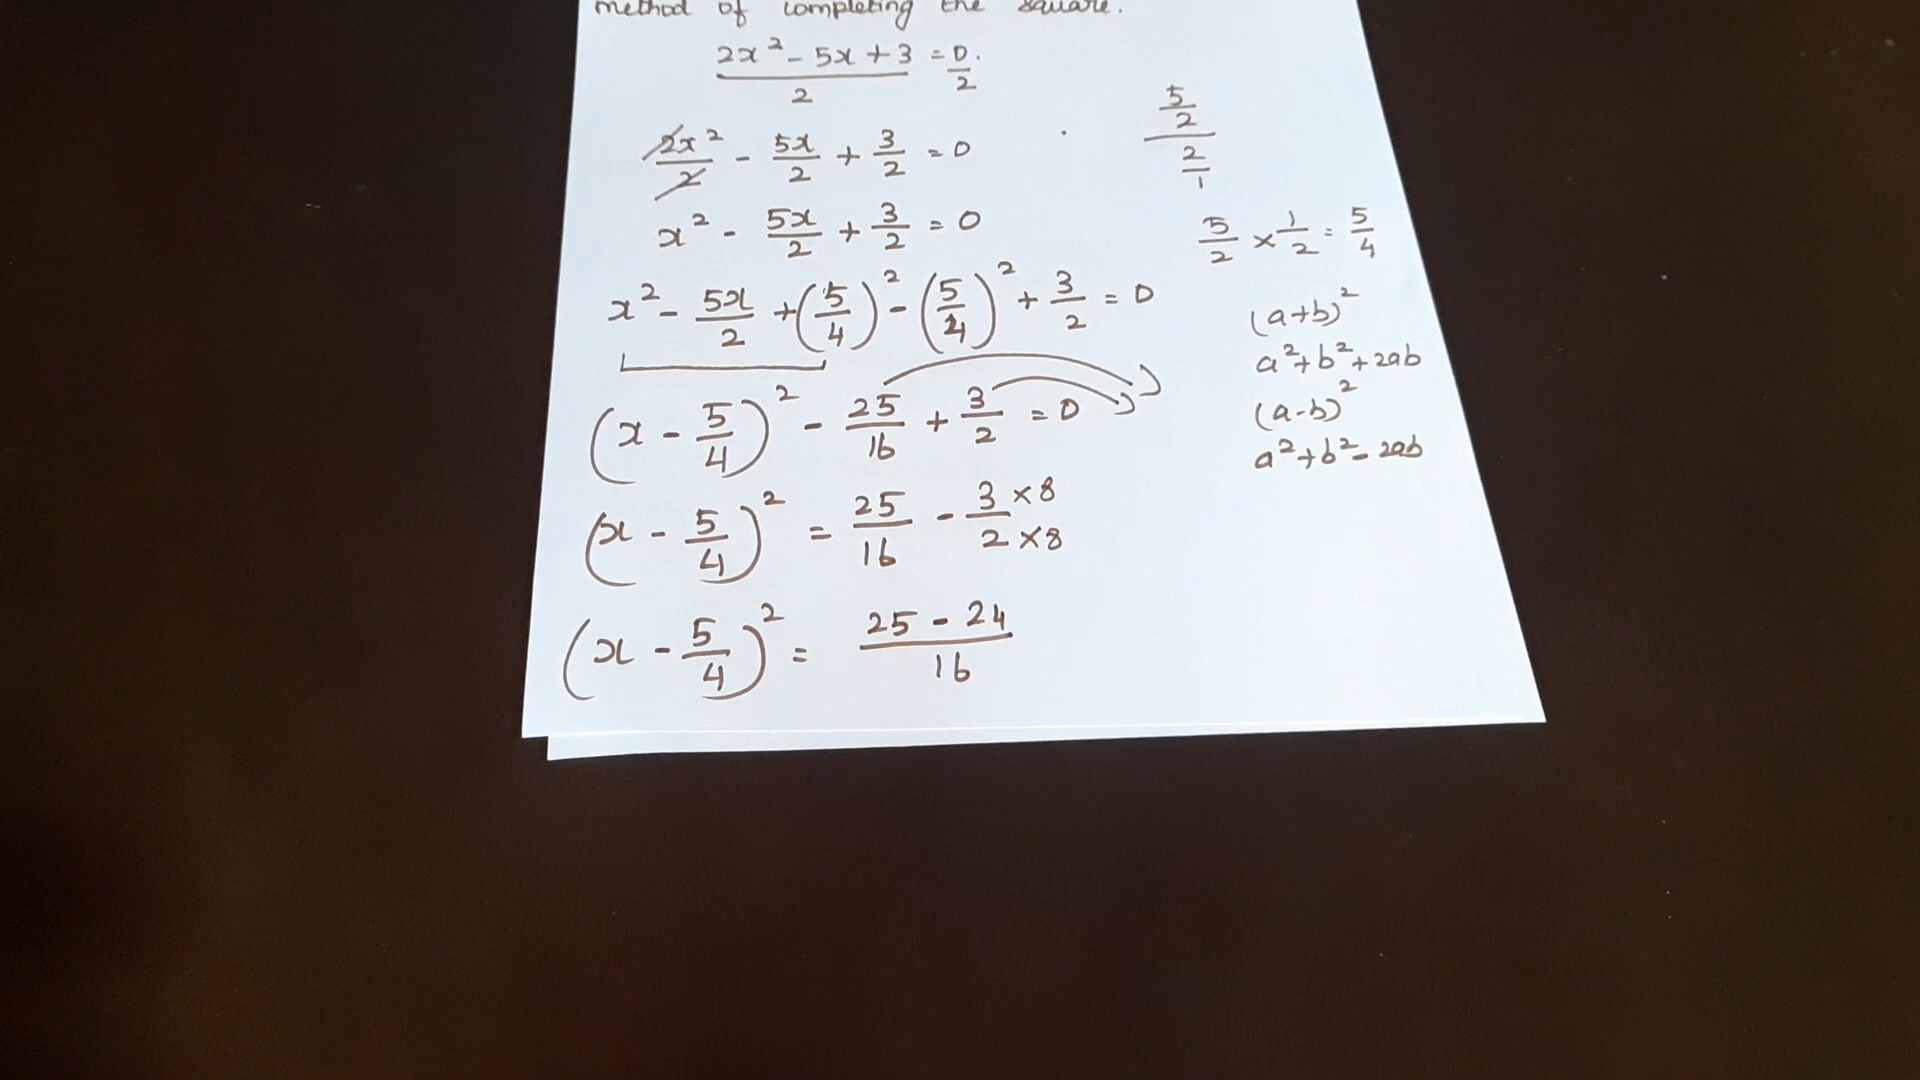 method of completing the square.
2x² - 5x + 3 = 0.
2 2
2x²/2 - 5x/2 + 3/2 = 0
x² - 5x/2 + 3/2 = 0
x² - 5x/2 + (5/4)² - (5/4)² + 3/2 = 0
(x - 5/4)² - 25/16 + 3/2 = 0
(x - 5/4)² = 25/16 - 3×8/2×8
(x - 5/4)² = 25 - 24/16
5/2
2/1
5/2 × 1/2 = 5/4
(a+b)²
a²+b²+2ab
(a-b)²
a²+b²-2ab